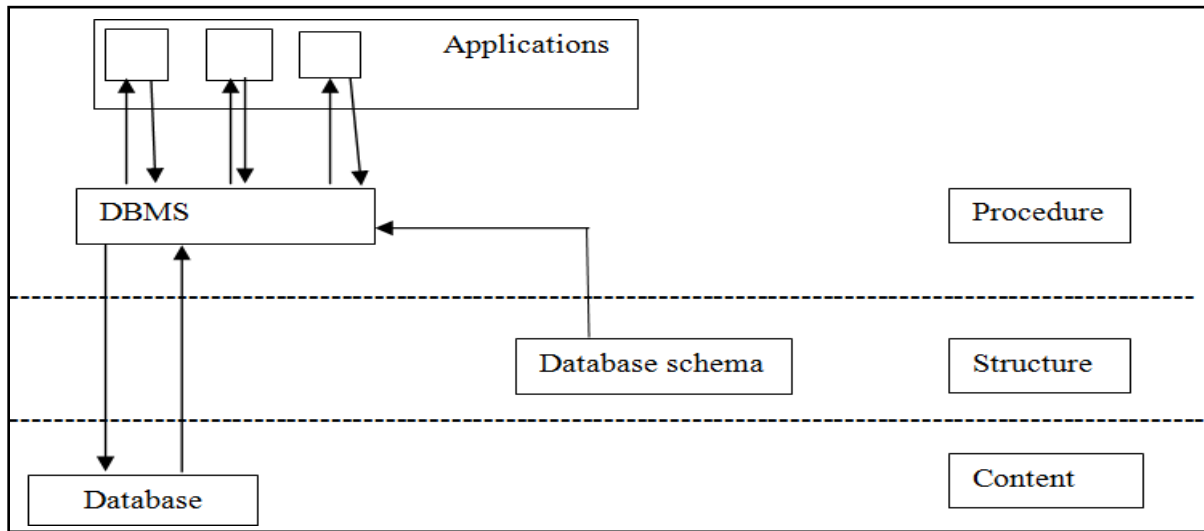 Applications
DBMS
Procedure
Database schema
Structure
Content
Database